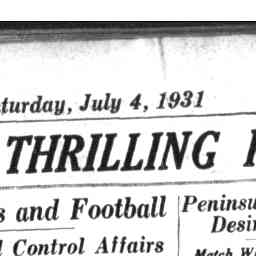 turday, July 4, 1931
THRILLING
s and Football
Control Affairs
Peninsu
Desi
Match W